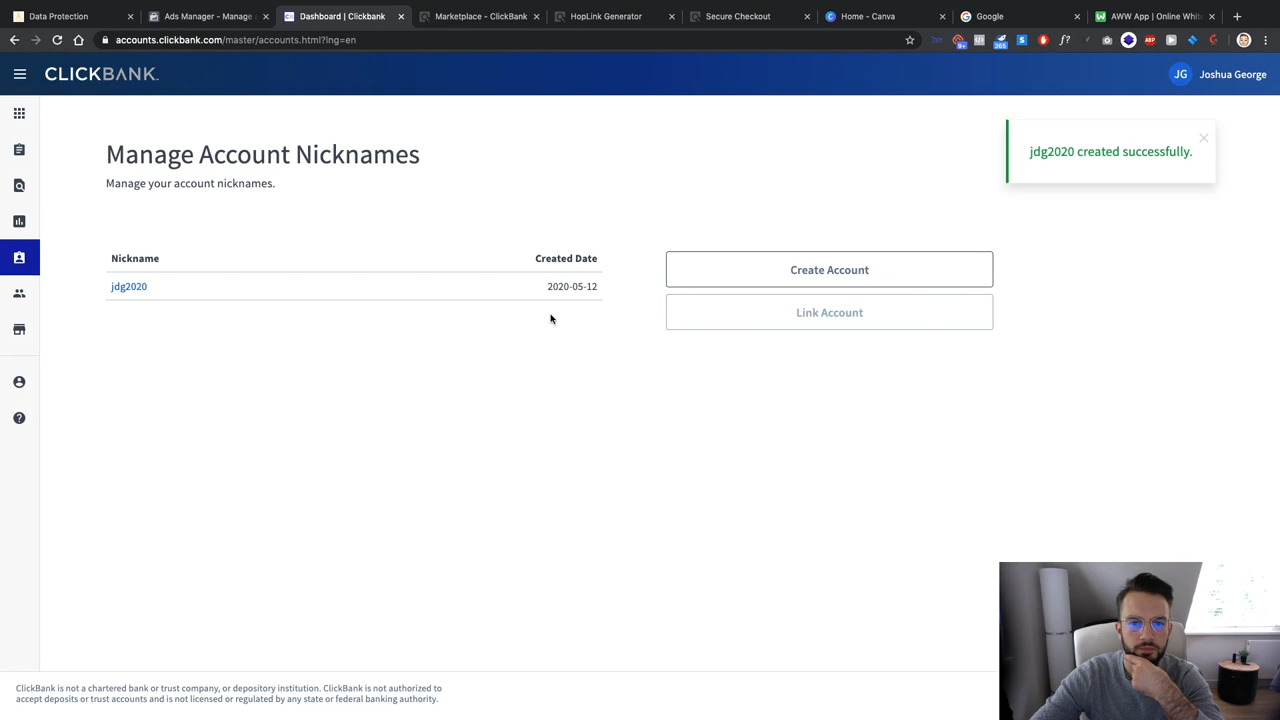 Data Protection
Ads Manager - Manage
Dashboard | Clickbank
Marketplace - ClickBank
HopLink Generator
Secure Checkout
Home - Canva
Google
AWW App | Online Whit
accounts.clickbank.com/master/accounts.html?lng=en
9+
365
ABP
f?
CLICKBANK
JG
Joshua George
Manage Account Nicknames
Manage your account nicknames.
jdg2020 created successfully.
Nickname
Created Date
jdg2020
2020-05-12
Create Account
Link Account
ClickBank is not a chartered bank or trust company, or depository institution. ClickBank is not authorized to
accept deposits or trust accounts and is not licensed or regulated by any state or federal banking authority.